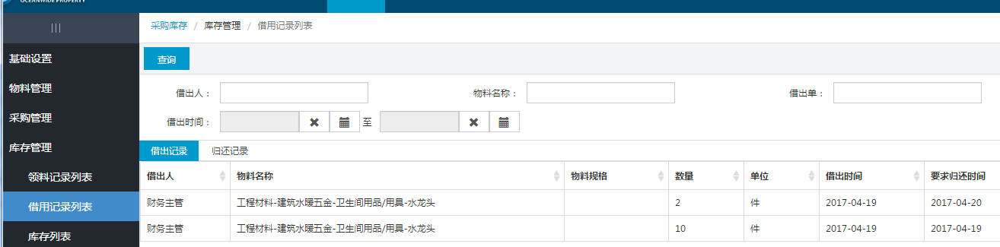 OCEANWIDE PROPERTY
采购库存 / 库存管理 / 借用记录列表
基础设置
物料管理
采购管理
库存管理
领料记录列表
借用记录列表
库存列表
查询
借出人： 物料名称： 借出单：
借出时间： 至
借出记录 归还记录
借出人 物料名称 物料规格 数量 单位 借出时间 要求归还时间
财务主管 工程材料-建筑水暖五金-卫生间用品/用具-水龙头 2 件 2017-04-19 2017-04-20
财务主管 工程材料-建筑水暖五金-卫生间用品/用具-水龙头 10 件 2017-04-19 2017-04-19